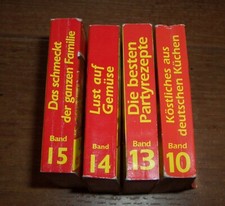 Das schmeckt
der ganzen Familie
Band
15
Lust auf
Gemüse
Band
14
Die besten
Partyrezepte
Band
13
Köstliches aus
deutschen Küchen
Band
10